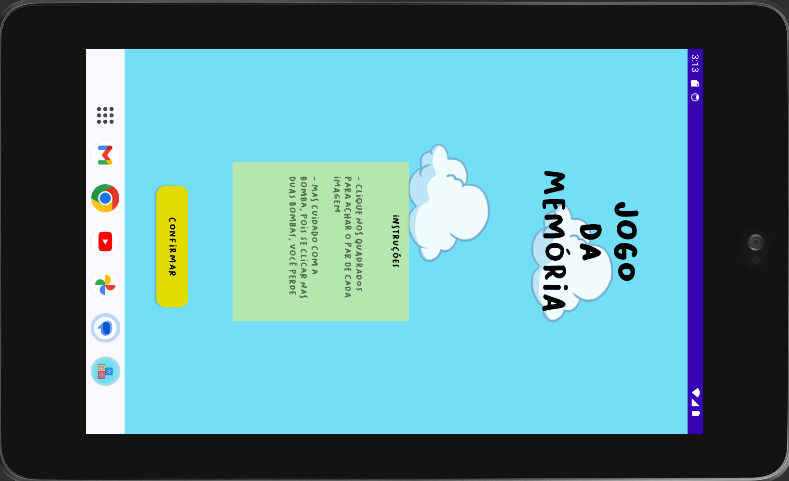 3:13
JOGO
DA
MEMÓRIA
INSTRUÇÕES
- CLIQUE NOS QUADRADOS
PARA ACHAR O PAR DE CADA
IMAGEM
- MAS CUIDADO COM A
BOMBA, POIS SE CLICAR NAS
DUAS BOMBAS, VOCÊ PERDE
CONFIRMAR